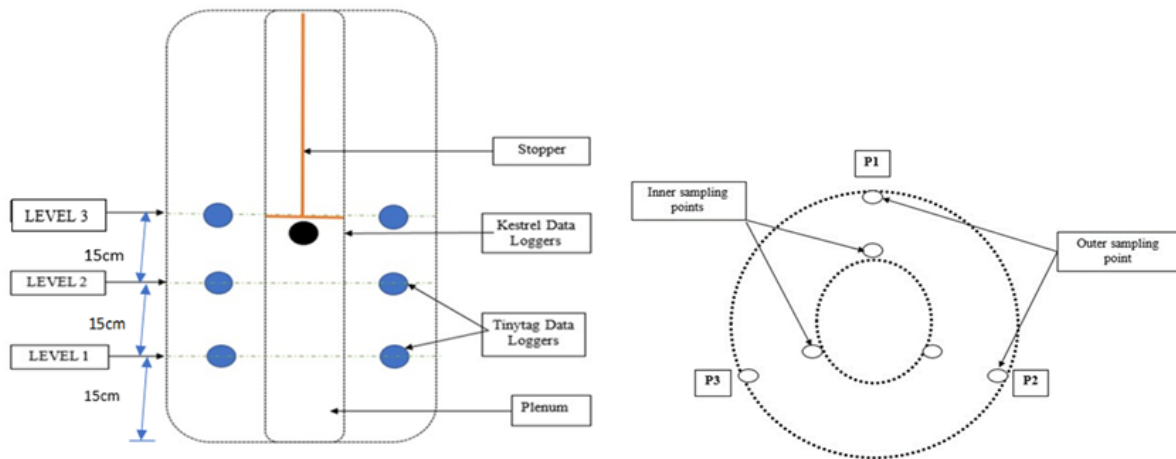 Stopper
LEVEL 3
Kestrel Data
Loggers
15cm
LEVEL 2
15cm
Tinytag Data
Loggers
LEVEL 1
15cm
Plenum
P1
Inner sampling
points
Outer sampling
point
P3
P2